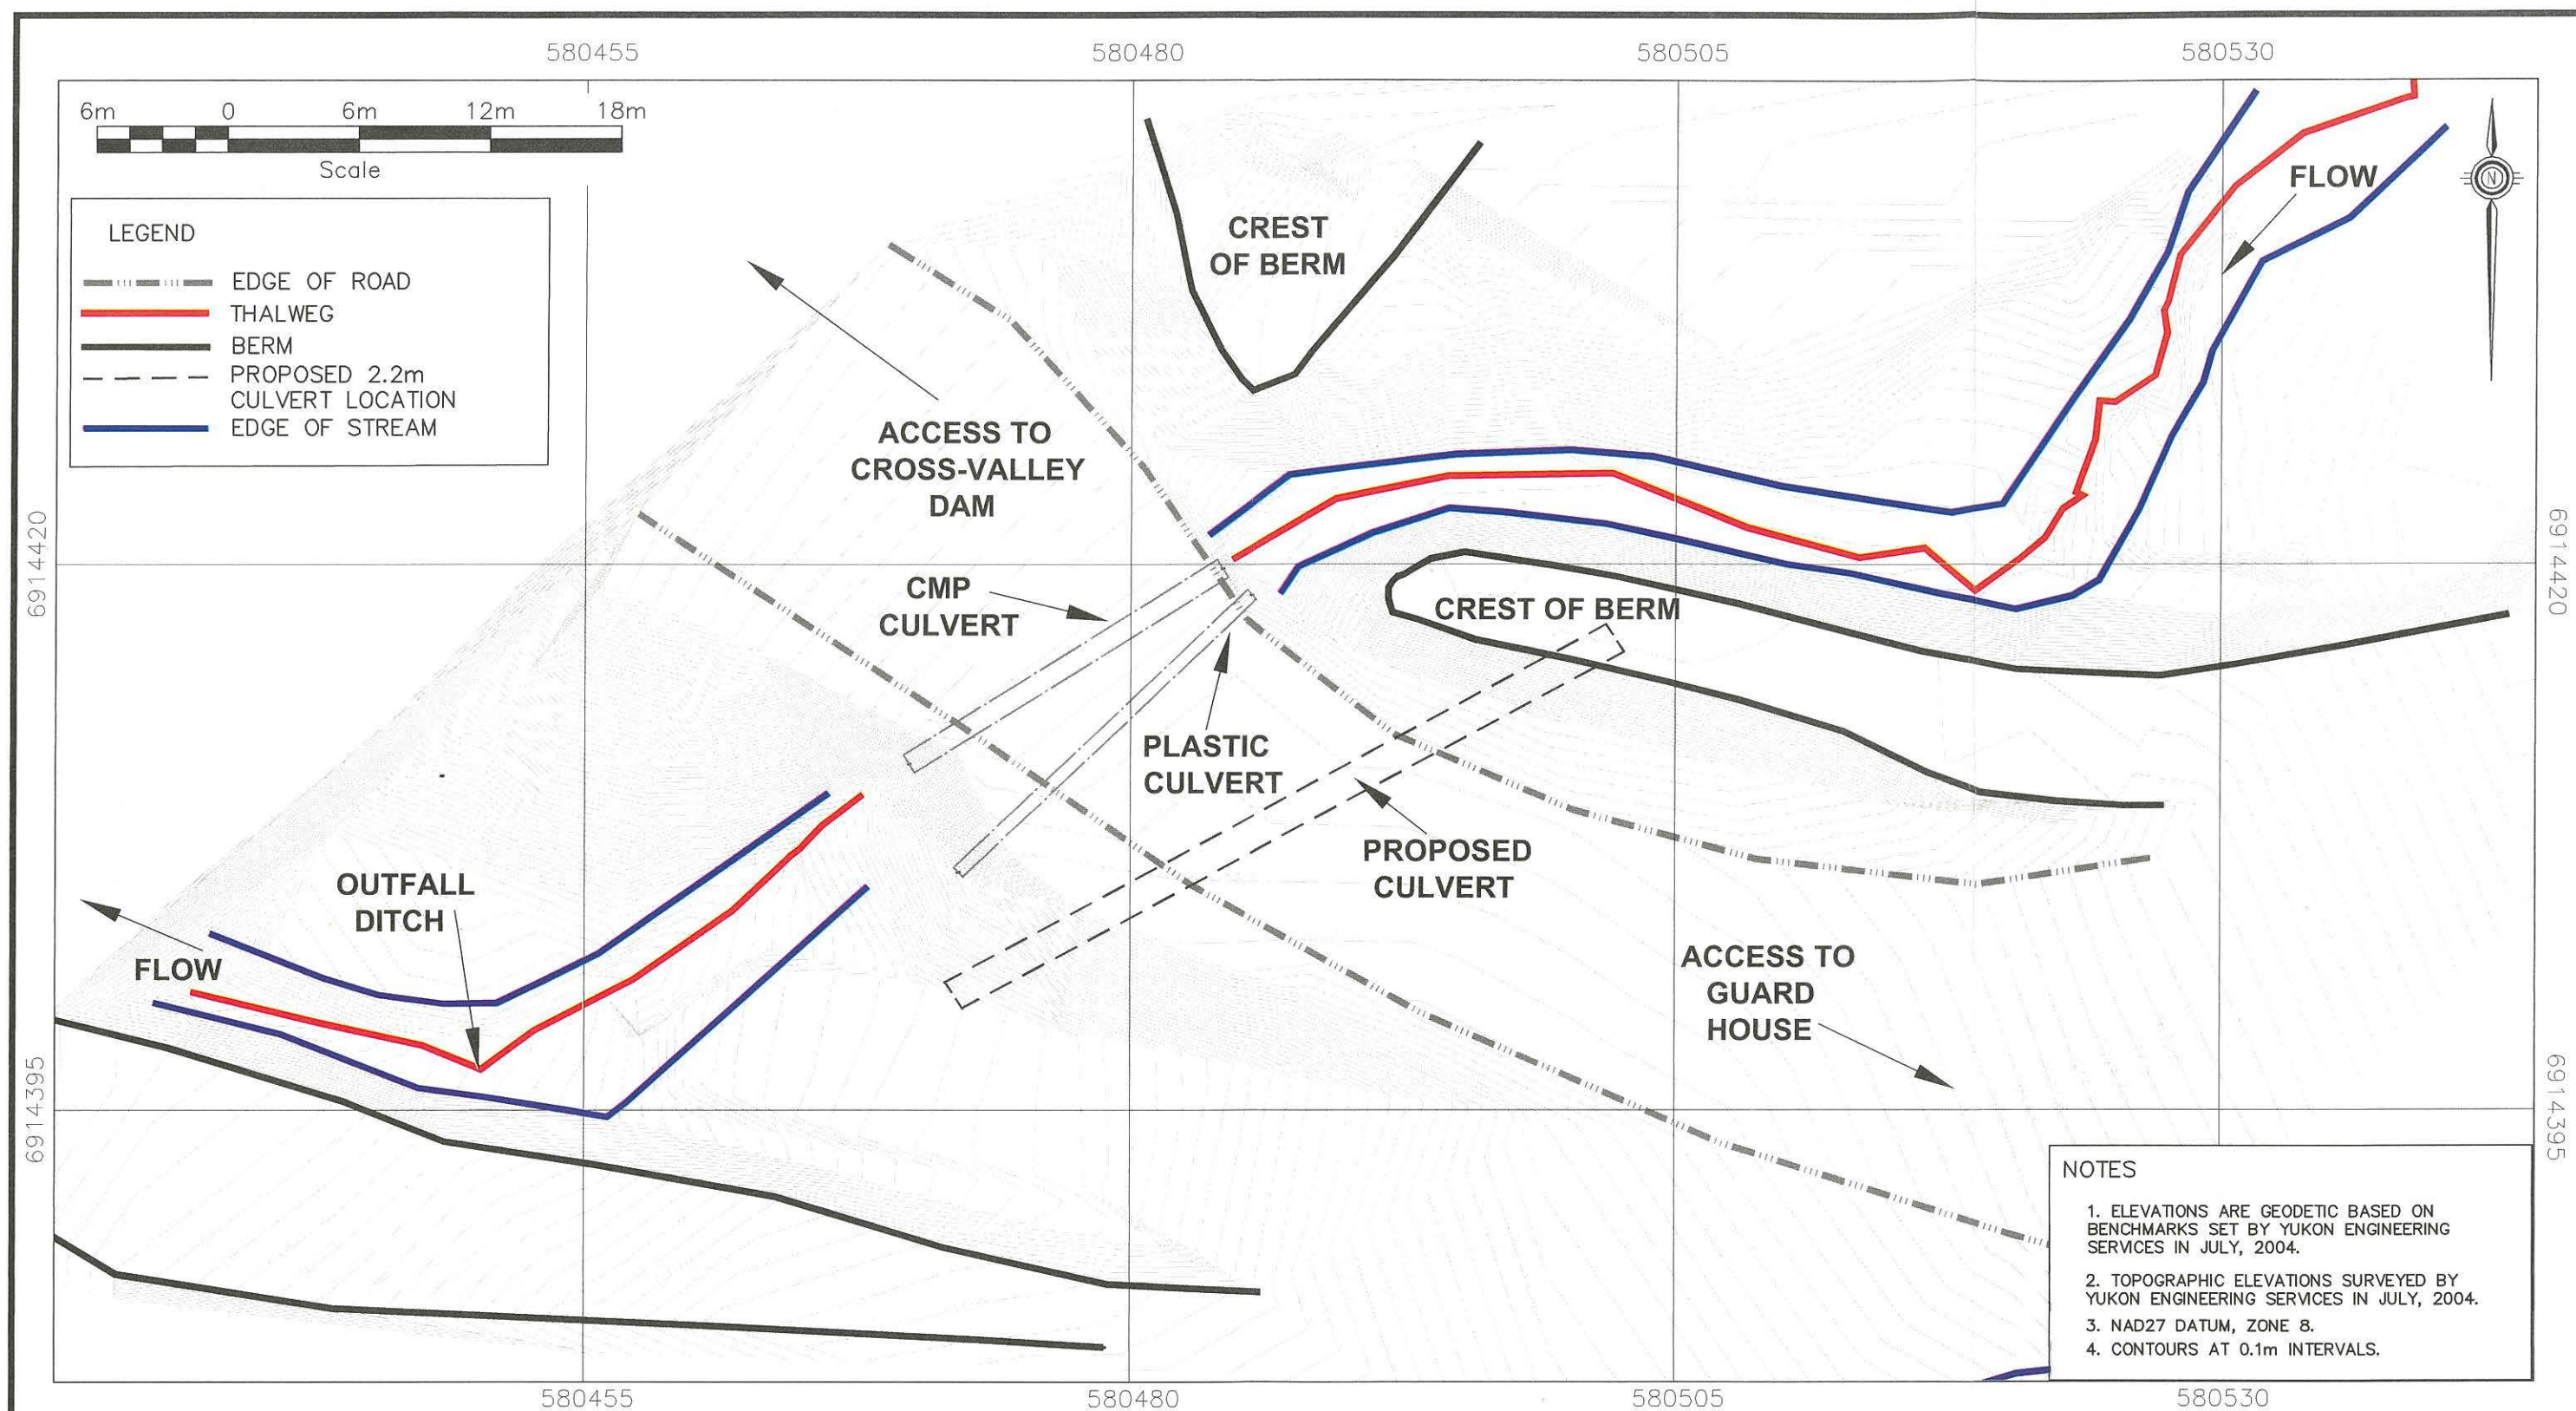 580455
580480
580505
580530
6m 0 6m 12m 18m
Scale
LEGEND
EDGE OF ROAD
THALWEG
BERM
PROPOSED 2.2m
CULVERT LOCATION
EDGE OF STREAM
CREST
OF BERM
FLOW
N
ACCESS TO
CROSS-VALLEY
DAM
6914420
6914420
CMP
CULVERT
CREST OF BERM
PLASTIC
CULVERT
PROPOSED
CULVERT
OUTFALL
DITCH
FLOW
ACCESS TO
GUARD
HOUSE
6914395
6914395
NOTES
1. ELEVATIONS ARE GEODETIC BASED ON
BENCHMARKS SET BY YUKON ENGINEERING
SERVICES IN JULY, 2004.
2. TOPOGRAPHIC ELEVATIONS SURVEYED BY
YUKON ENGINEERING SERVICES IN JULY, 2004.
3. NAD27 DATUM, ZONE 8.
4. CONTOURS AT 0.1m INTERVALS.
580455
580480
580505
580530